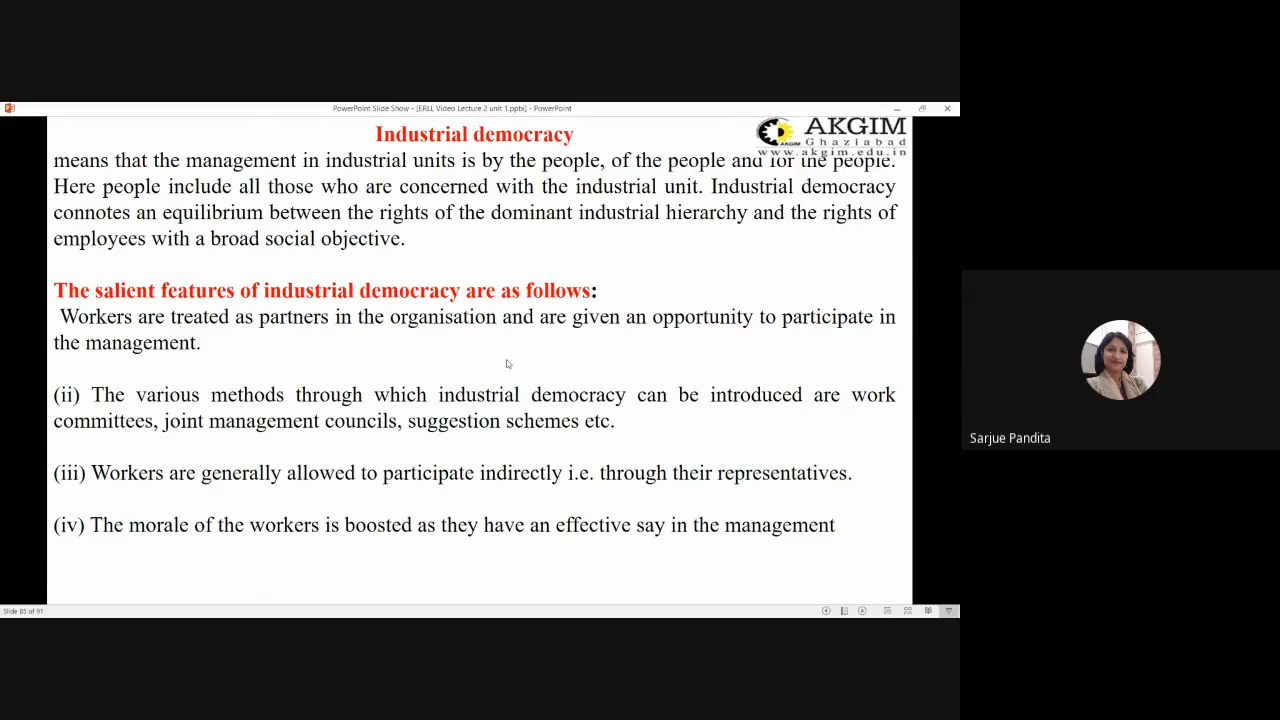 PowerPoint Slide Show - [ERLL Video Lecture 2 unit 1.pptx] - PowerPoint
Industrial democracy
AKGIM
Ghaziabad
www.akgim.edu.in
AKGIM
means that the management in industrial units is by the people, of the people and for the people.
Here people include all those who are concerned with the industrial unit. Industrial democracy
connotes an equilibrium between the rights of the dominant industrial hierarchy and the rights of
employees with a broad social objective.
The salient features of industrial democracy are as follows:
Workers are treated as partners in the organisation and are given an opportunity to participate in
the management.
(ii) The various methods through which industrial democracy can be introduced are work
committees, joint management councils, suggestion schemes etc.
(iii) Workers are generally allowed to participate indirectly i.e. through their representatives.
(iv) The morale of the workers is boosted as they have an effective say in the management
Slide 85 of 91
Sarjue Pandita